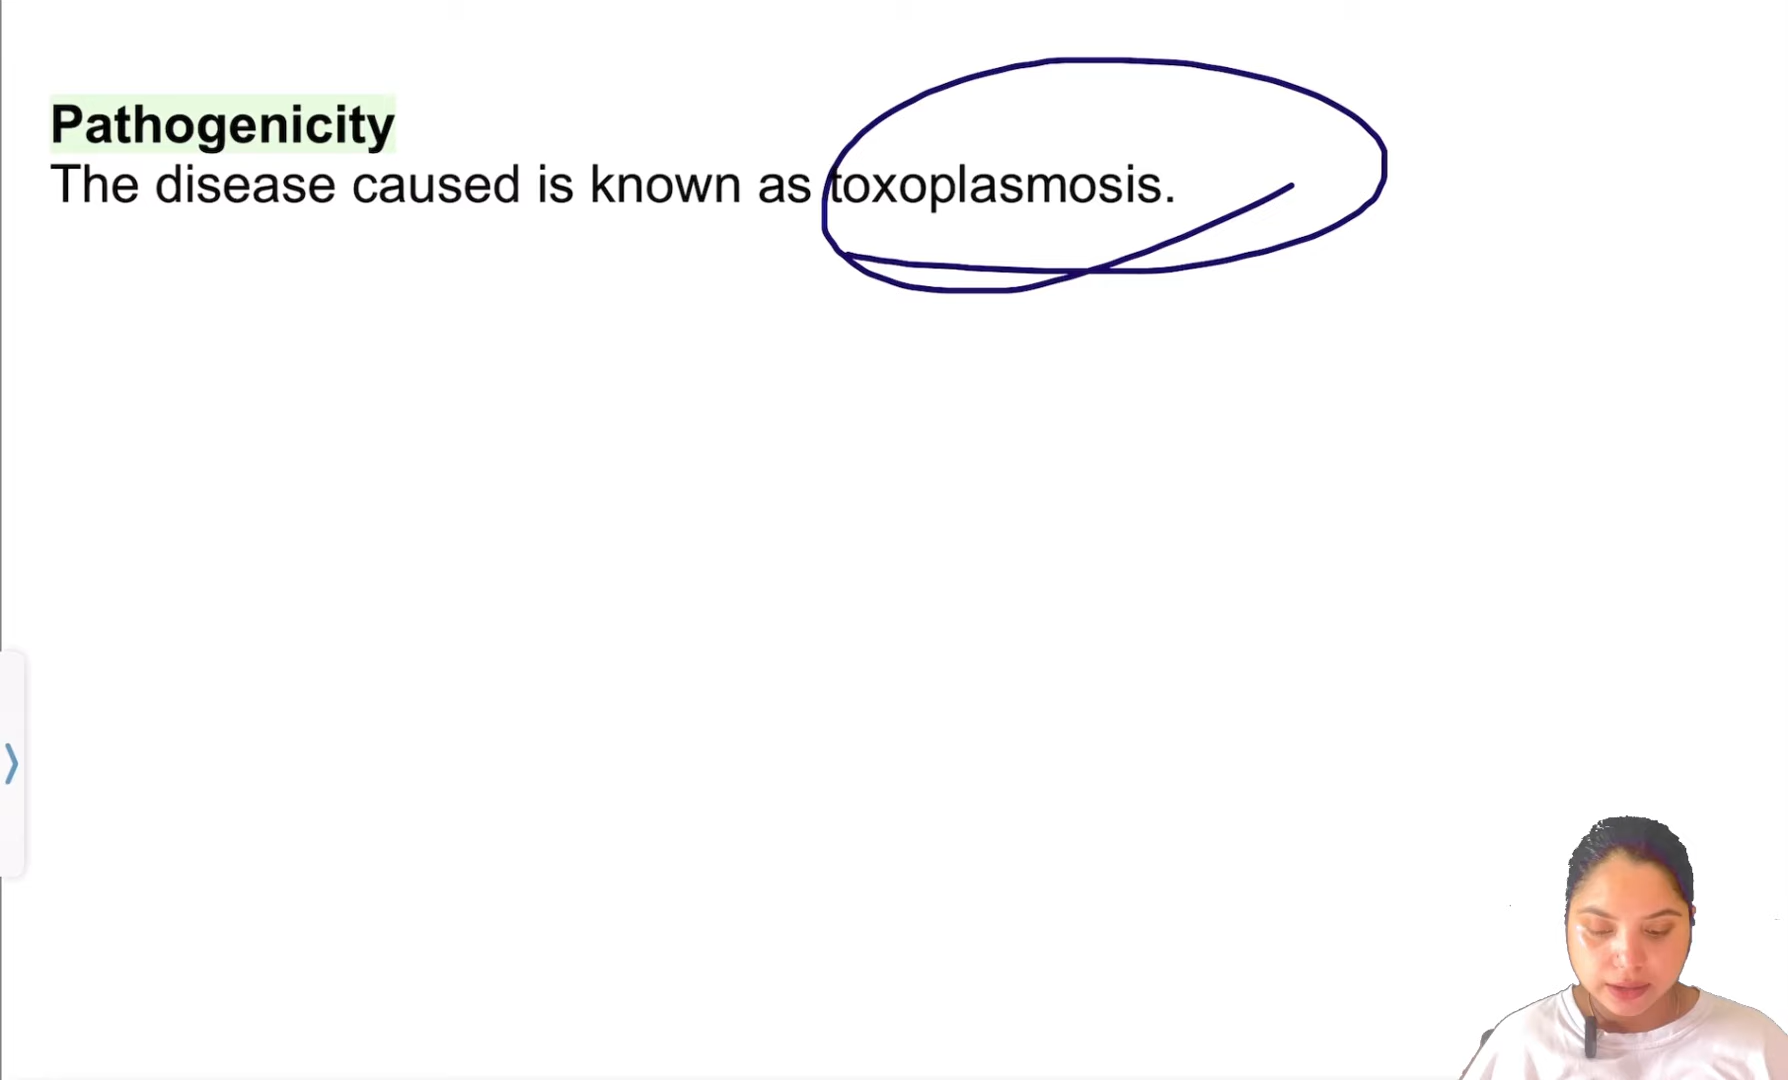 Pathogenicity
The disease caused is known as toxoplasmosis.